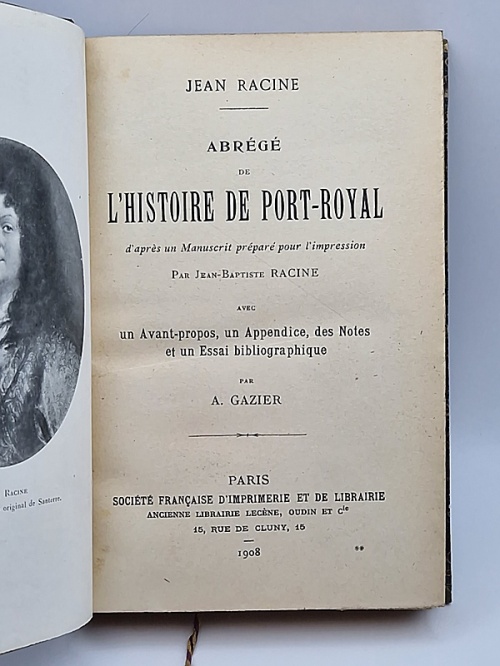 JEAN RACINE
ABRÉGÉ
DE
L'HISTOIRE DE PORT-ROYAL
d'après un Manuscrit préparé pour l'impression
PAR JEAN-BAPTISTE RACINE
AVEC
un Avant-propos, un Appendice, des Notes
et un Essai bibliographique
PAR
A. GAZIER
PARIS
SOCIÉTÉ FRANÇAISE D'IMPRIMERIE ET DE LIBRAIRIE
ANCIENNE LIBRAIRIE LECÈNE, OUDIN ET Cie
15, RUE DE CLUNY, 15
1908
**
RACINE
original de Santerre.